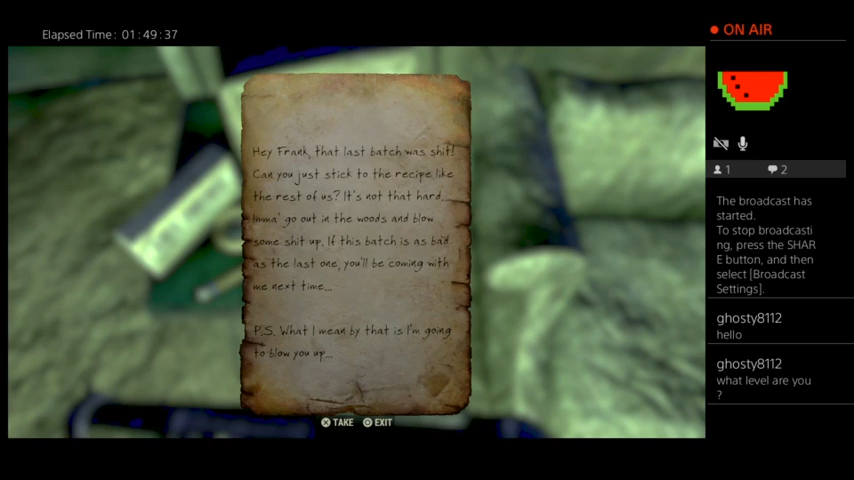 Elapsed Time : 01:49:37
ON AIR
Hey Frank, that last batch was shit!
Can you just stick to the recipe like
the rest of us? It's not that hard.
Imma' go out in the woods and blow
some shit up. If this batch is as bad
as the last one, you'll be coming with
me next time...
P.S. What I mean by that is I'm going
to blow you up...
TAKE
EXIT
1
2
The broadcast has
started.
To stop broadcasti
ng, press the SHAR
E button, and then
select [Broadcast
Settings].
ghosty8112
hello
ghosty8112
what level are you
?